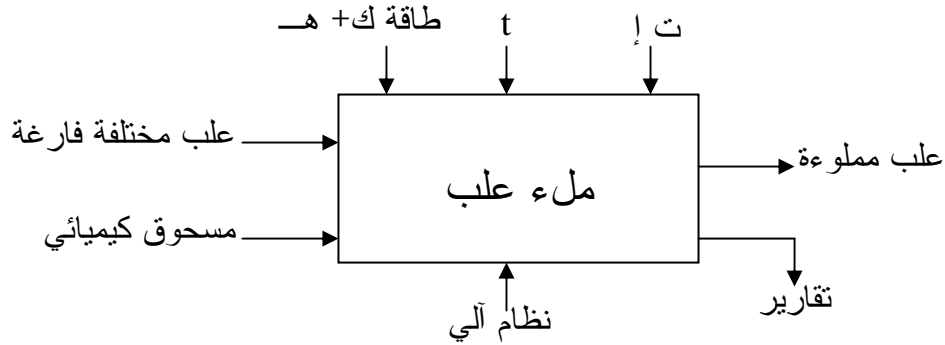 طاقة ك+ هـ
t
ت إ
علب مختلفة فارغة
علب مملوءة
ملء علب
مسحوق كيميائي
تقارير
نظام آلي